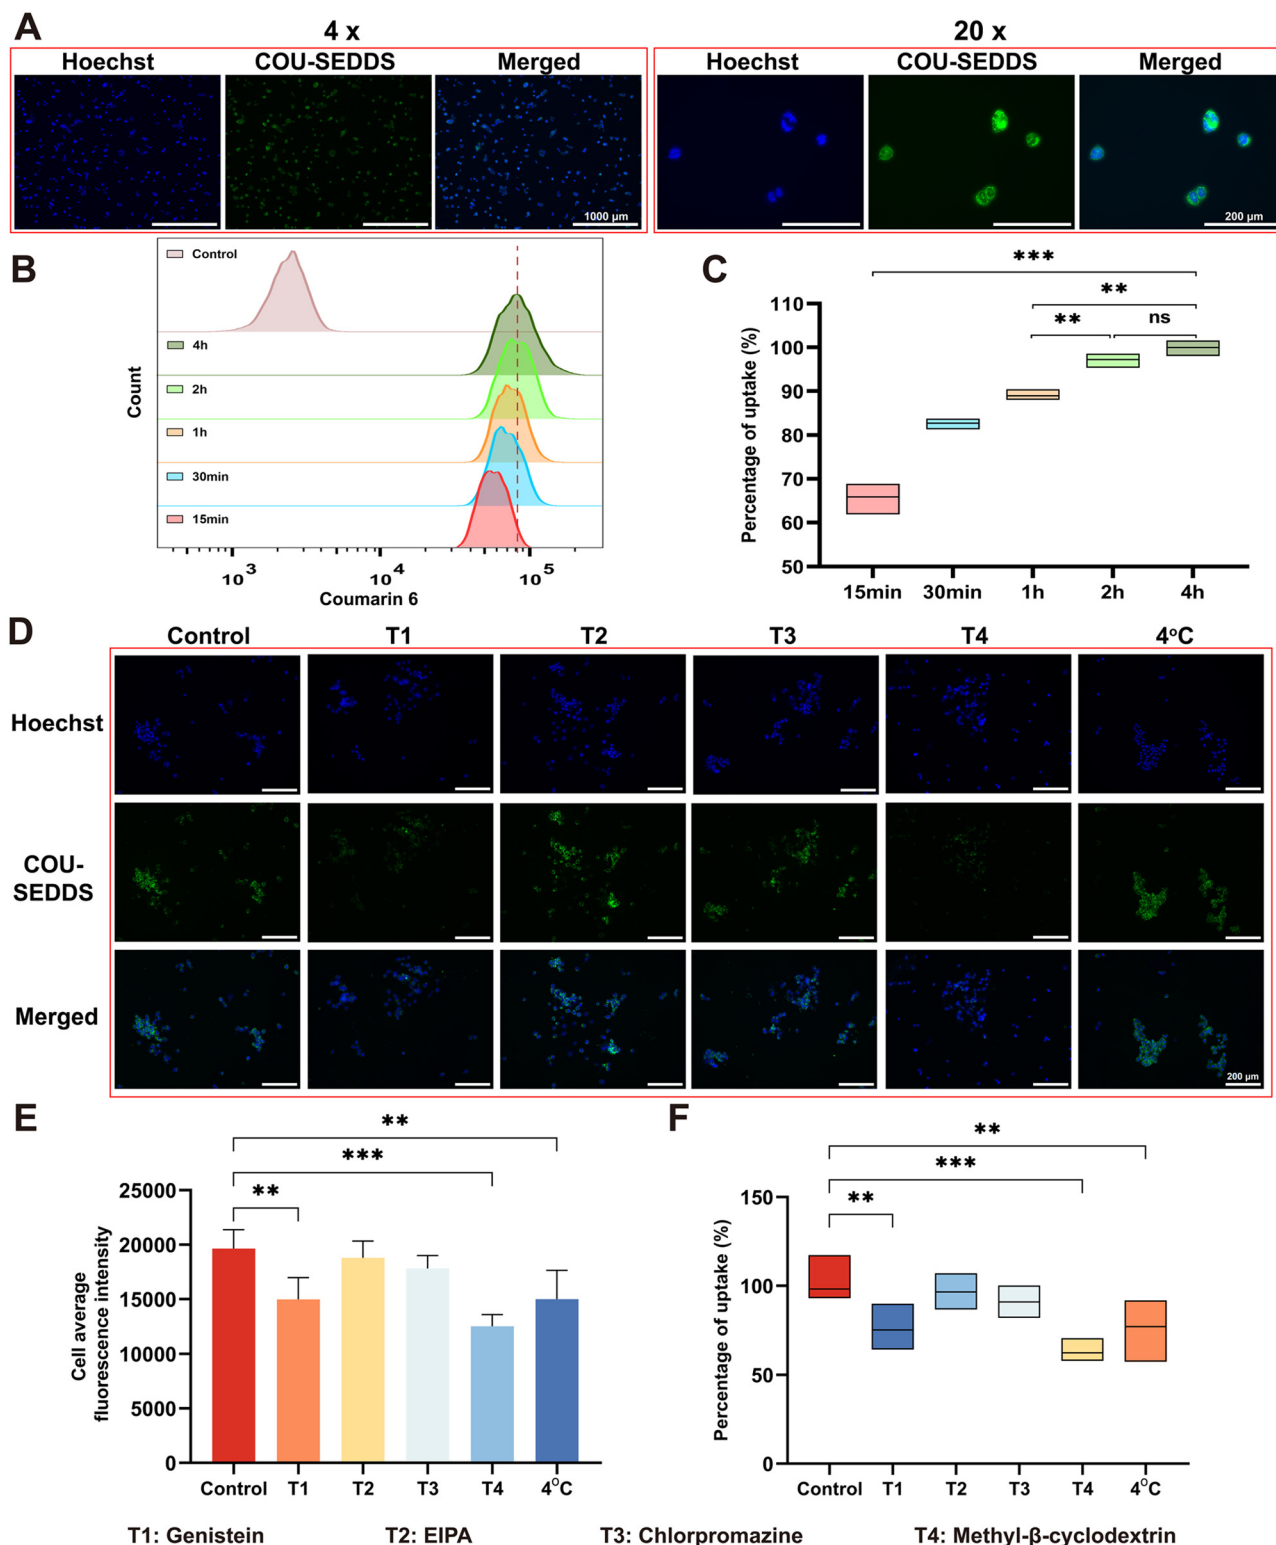 A
4 x
20 x
Hoechst COU-SEDDS Merged
Hoechst COU-SEDDS Merged
1000 μm
200 μm
B
Control
4h
2h
1h
30min
15min
Count
10³ 10⁴ 10⁵
Coumarin 6
C
***
**
** ns
Percentage of uptake (%)
110
100
90
80
70
60
50
15min 30min 1h 2h 4h
D
Control T1 T2 T3 T4 4°C
Hoechst
COU-
SEDDS
Merged
200 μm
E
**
***
**
Cell average
fluorescence intensity
25000
20000
15000
10000
5000
0
Control T1 T2 T3 T4 4°C
F
**
***
**
Percentage of uptake (%)
150
100
50
0
Control T1 T2 T3 T4 4°C
T1: Genistein T2: EIPA T3: Chlorpromazine T4: Methyl-β-cyclodextrin